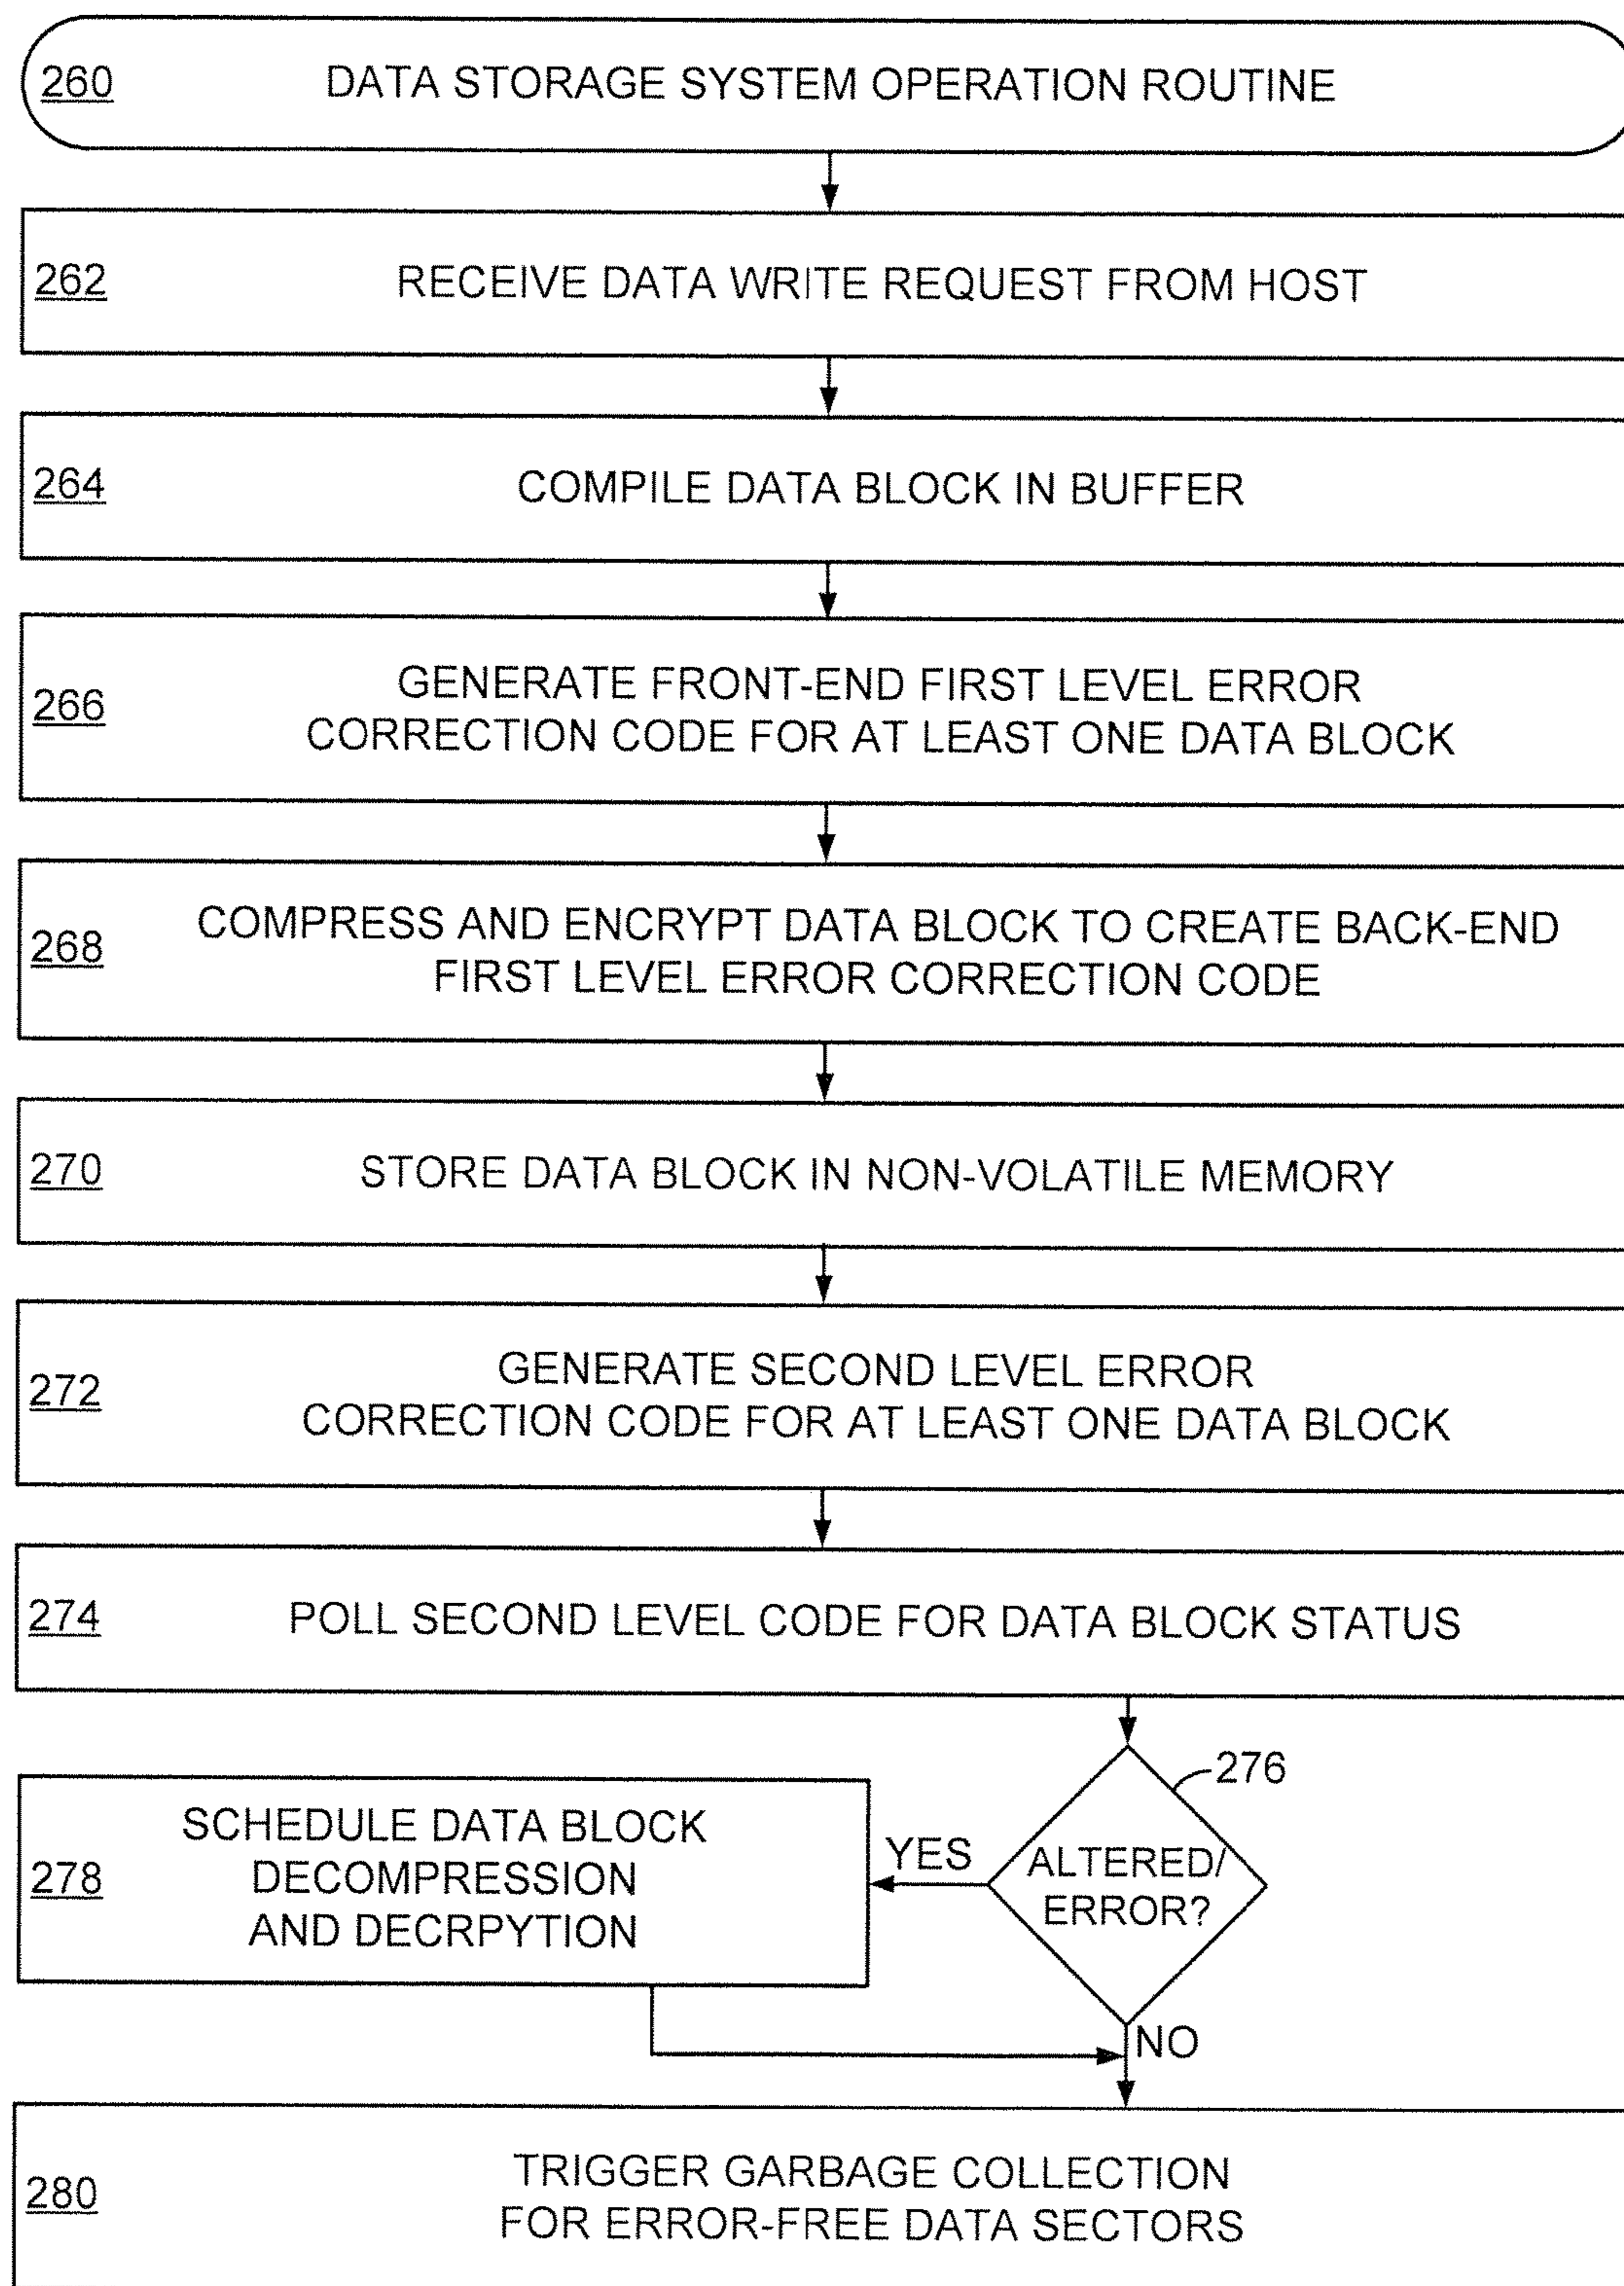 260 DATA STORAGE SYSTEM OPERATION ROUTINE
262 RECEIVE DATA WRITE REQUEST FROM HOST
264 COMPILE DATA BLOCK IN BUFFER
266
GENERATE FRONT-END FIRST LEVEL ERROR
CORRECTION CODE FOR AT LEAST ONE DATA BLOCK
268
COMPRESS AND ENCRYPT DATA BLOCK TO CREATE BACK-END
FIRST LEVEL ERROR CORRECTION CODE
270 STORE DATA BLOCK IN NON-VOLATILE MEMORY
272
GENERATE SECOND LEVEL ERROR
CORRECTION CODE FOR AT LEAST ONE DATA BLOCK
274 POLL SECOND LEVEL CODE FOR DATA BLOCK STATUS
276
ALTERED/
ERROR?
YES
278
SCHEDULE DATA BLOCK
DECOMPRESSION
AND DECRPYTION
NO
280
TRIGGER GARBAGE COLLECTION
FOR ERROR-FREE DATA SECTORS